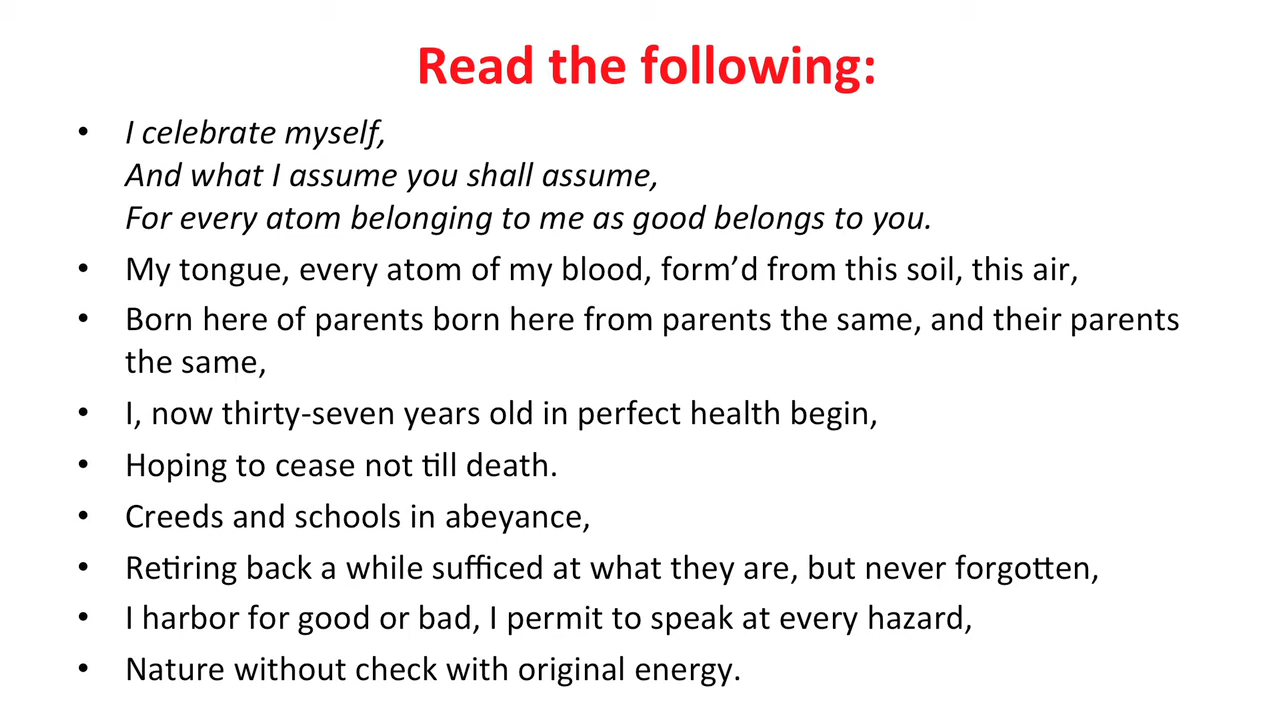 Read the following:
• I celebrate myself,
And what I assume you shall assume,
For every atom belonging to me as good belongs to you.
• My tongue, every atom of my blood, form’d from this soil, this air,
• Born here of parents born here from parents the same, and their parents
the same,
• I, now thirty-seven years old in perfect health begin,
• Hoping to cease not till death.
• Creeds and schools in abeyance,
• Retiring back a while sufficed at what they are, but never forgotten,
• I harbor for good or bad, I permit to speak at every hazard,
• Nature without check with original energy.